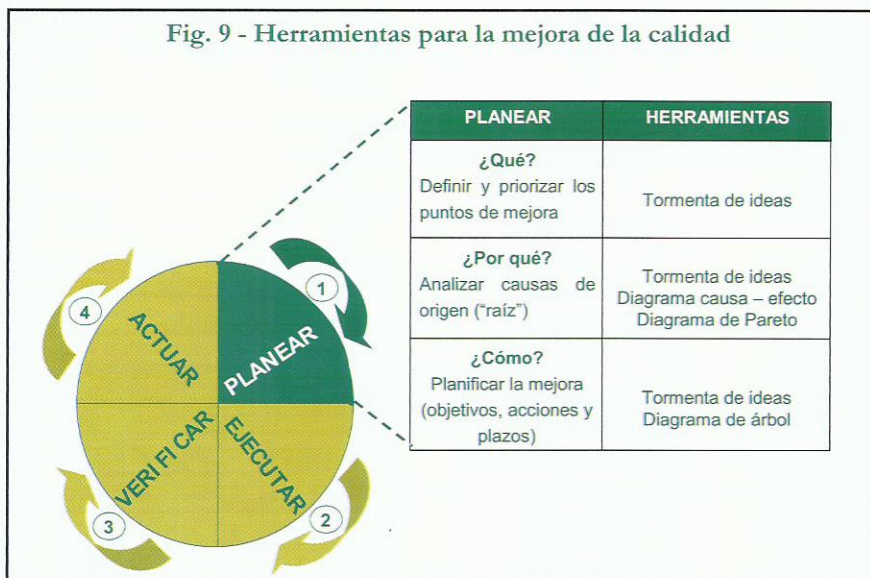 Fig. 9 - Herramientas para la mejora de la calidad
PLANEAR
HERRAMIENTAS
¿Qué?
Definir y priorizar los
puntos de mejora
Tormenta de ideas
¿Por qué?
Analizar causas de
origen ("raíz")
Tormenta de ideas
Diagrama causa – efecto
Diagrama de Pareto
¿Cómo?
Planificar la mejora
(objetivos, acciones y
plazos)
Tormenta de ideas
Diagrama de árbol
1
PLANEAR
2
EJECUTAR
3
VERIFICAR
4
ACTUAR